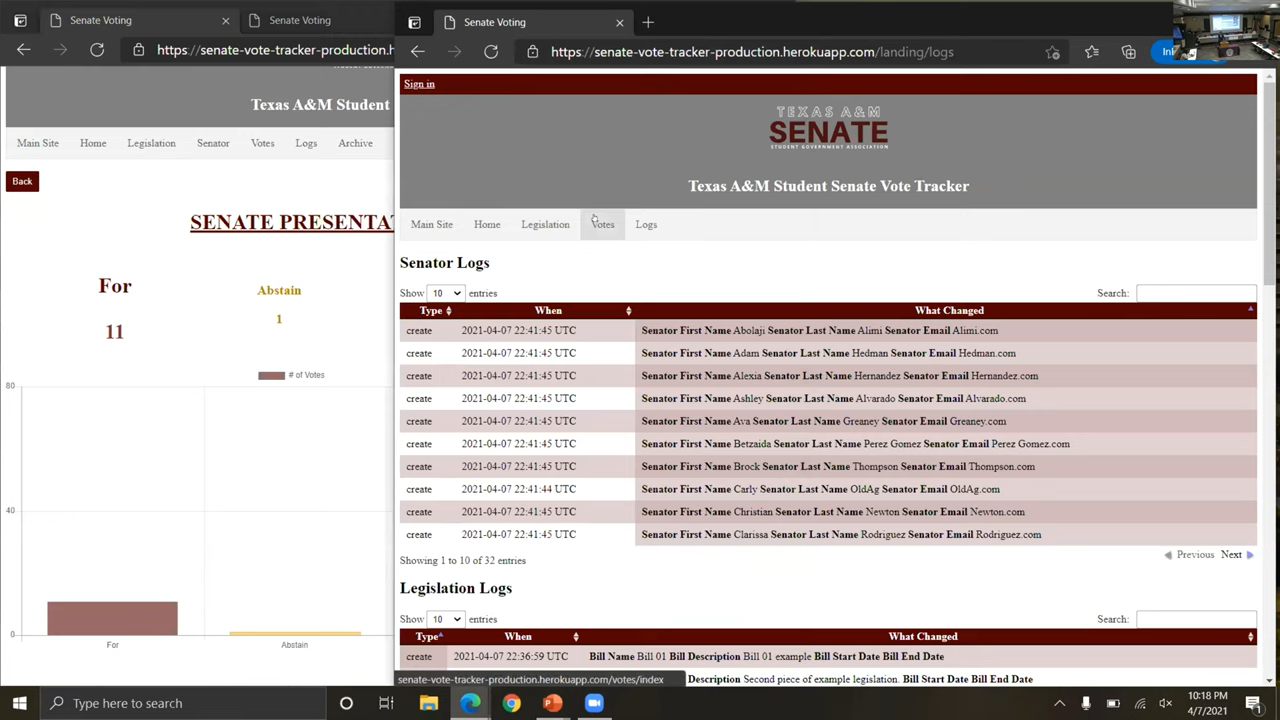 Senate Voting
Senate Voting
https://senate-vote-tracker-production.h
Texas A&M Student
Main Site Home Legislation Senator Votes Logs Archive
Back
SENATE PRESENTAT
For
11
Abstain
1
# of Votes
80
40
0
For
Abstain
Senate Voting
https://senate-vote-tracker-production.herokuapp.com/landing/logs
Sign in
TEXAS A&M
SENATE
STUDENT GOVERNMENT ASSOCIATION
Texas A&M Student Senate Vote Tracker
Main Site Home Legislation Votes Logs
Senator Logs
Show 10 entries Search:
Type When What Changed
create 2021-04-07 22:41:45 UTC Senator First Name Abolaji Senator Last Name Alimi Senator Email Alimi.com
create 2021-04-07 22:41:45 UTC Senator First Name Adam Senator Last Name Hedman Senator Email Hedman.com
create 2021-04-07 22:41:45 UTC Senator First Name Alexia Senator Last Name Hernandez Senator Email Hernandez.com
create 2021-04-07 22:41:45 UTC Senator First Name Ashley Senator Last Name Alvarado Senator Email Alvarado.com
create 2021-04-07 22:41:45 UTC Senator First Name Ava Senator Last Name Greaney Senator Email Greaney.com
create 2021-04-07 22:41:45 UTC Senator First Name Betzaida Senator Last Name Perez Gomez Senator Email Perez Gomez.com
create 2021-04-07 22:41:45 UTC Senator First Name Brock Senator Last Name Thompson Senator Email Thompson.com
create 2021-04-07 22:41:44 UTC Senator First Name Carly Senator Last Name OldAg Senator Email OldAg.com
create 2021-04-07 22:41:45 UTC Senator First Name Christian Senator Last Name Newton Senator Email Newton.com
create 2021-04-07 22:41:45 UTC Senator First Name Clarissa Senator Last Name Rodriguez Senator Email Rodriguez.com
Showing 1 to 10 of 32 entries Previous Next
Legislation Logs
Show 10 entries Search:
Type When What Changed
create 2021-04-07 22:36:59 UTC Bill Name Bill 01 Bill Description Bill 01 example Bill Start Date Bill End Date
Description Second piece of example legislation. Bill Start Date Bill End Date
senate-vote-tracker-production.herokuapp.com/votes/index
Type here to search
10:18 PM
4/7/2021